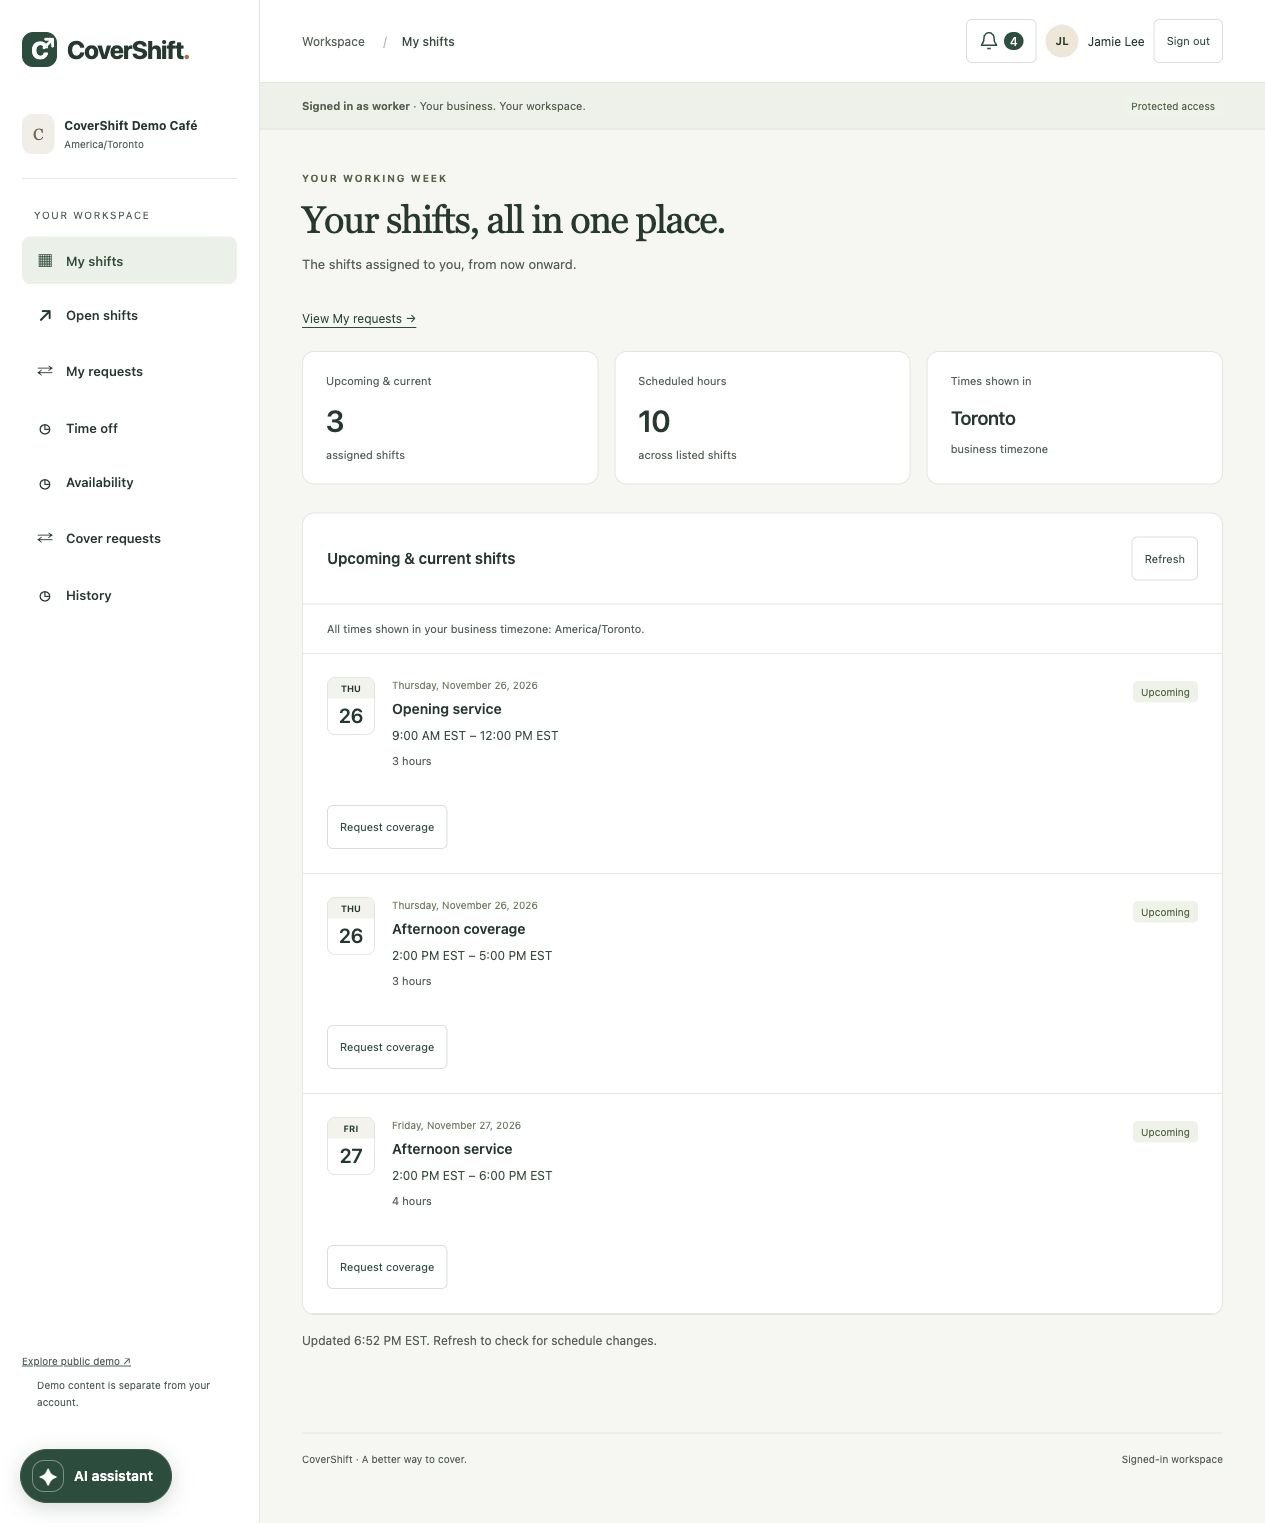 CoverShift.
C
CoverShift Demo Café
America/Toronto
YOUR WORKSPACE
My shifts
Open shifts
My requests
Time off
Availability
Cover requests
History
Explore public demo ↗
Demo content is separate from your
account.
AI assistant
Workspace / My shifts
4
JL
Jamie Lee
Sign out
Signed in as worker · Your business. Your workspace.
Protected access
YOUR WORKING WEEK
Your shifts, all in one place.
The shifts assigned to you, from now onward.
View My requests →
Upcoming & current
3
assigned shifts
Scheduled hours
10
across listed shifts
Times shown in
Toronto
business timezone
Upcoming & current shifts
Refresh
All times shown in your business timezone: America/Toronto.
THU
26
Thursday, November 26, 2026
Opening service
9:00 AM EST – 12:00 PM EST
3 hours
Upcoming
Request coverage
THU
26
Thursday, November 26, 2026
Afternoon coverage
2:00 PM EST – 5:00 PM EST
3 hours
Upcoming
Request coverage
FRI
27
Friday, November 27, 2026
Afternoon service
2:00 PM EST – 6:00 PM EST
4 hours
Upcoming
Request coverage
Updated 6:52 PM EST. Refresh to check for schedule changes.
CoverShift · A better way to cover.
Signed-in workspace